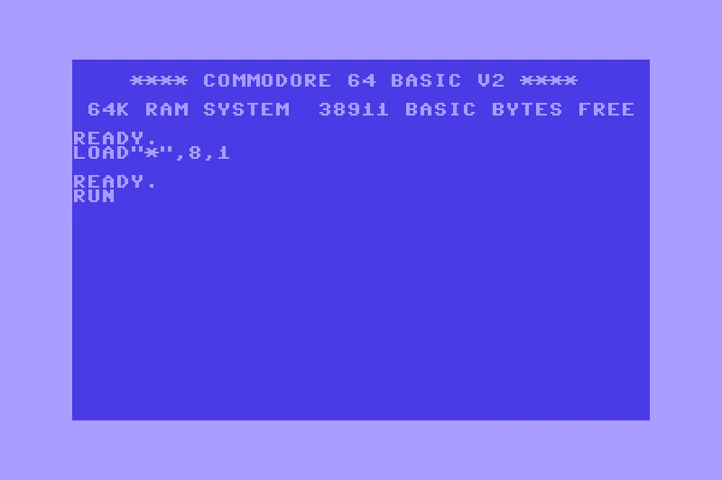 **** COMMODORE 64 BASIC V2 ****
64K RAM SYSTEM  38911 BASIC BYTES FREE
READY.
LOAD"*",8,1
READY.
RUN